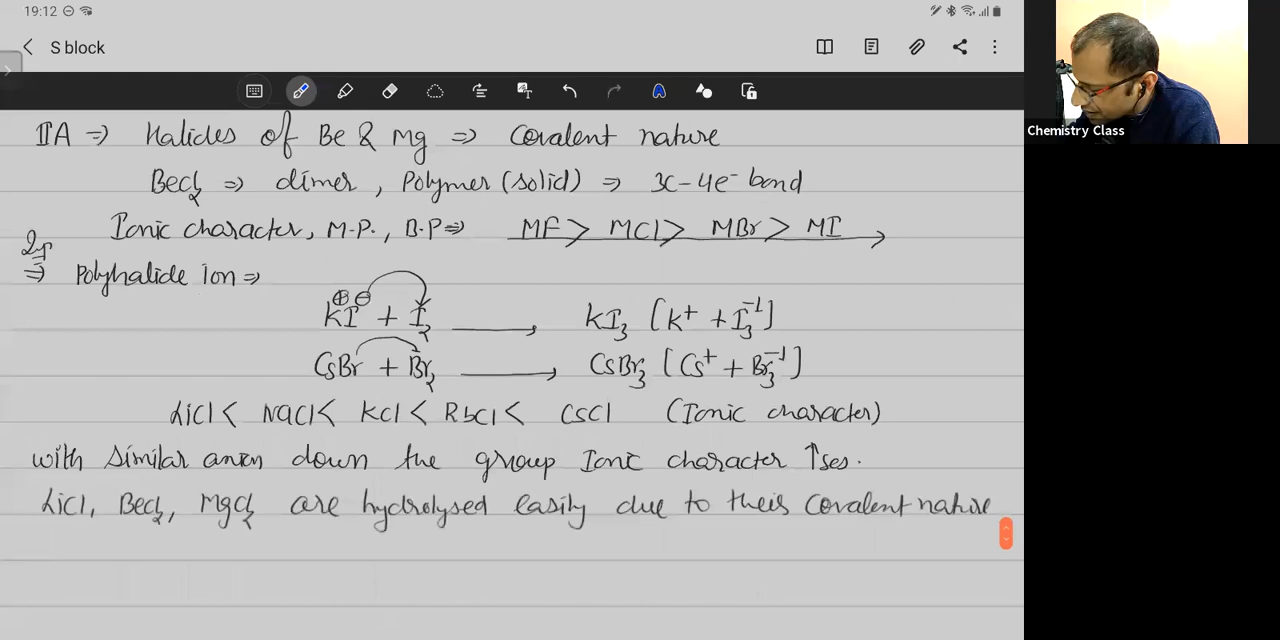 19:12
S block
Chemistry Class
IIA ⇒ Halides of Be & Mg ⇒ Covalent nature
BeCl₂ ⇒ dimer, Polymer (solid) ⇒ 3C-4e⁻ bond
Ionic character, M.P., B.P ⇒ MF > MCl > MBr > MI
⇒ Polyhalide ion ⇒
K⊕I⊖ + I₂ → KI₃ [K⁺ + I₃⁻¹]
CsBr + Br₂ → CsBr₃ [Cs⁺ + Br₃⁻¹]
LiCl < NaCl < KCl < RbCl < CsCl (Ionic character)
with similar anion down the group Ionic character ↑ses.
LiCl, BeCl₂, MgCl₂ are hydrolysed easily due to their Covalent nature